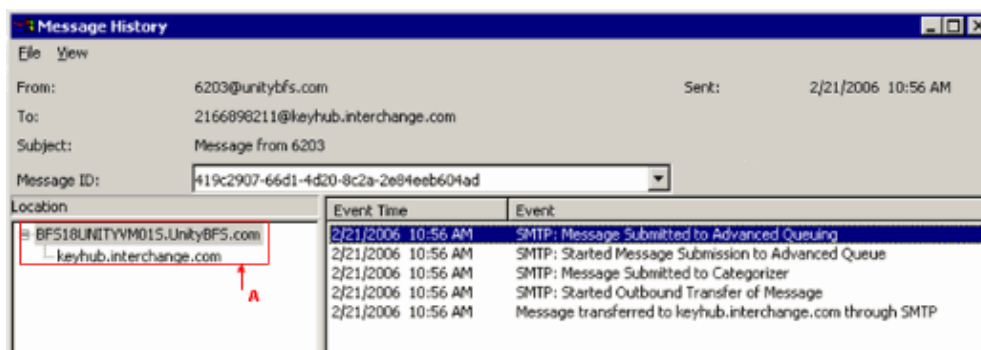 Message History
File View
From: 6203@unitybfs.com Sent: 2/21/2006 10:56 AM
To: 2166898211@keyhub.interchange.com
Subject: Message from 6203
Message ID: 419c2907-66d1-4d20-8c2a-2e84eeb604ad
Location Event Time Event
BFS18UNITYVM01S.UnityBFS.com 2/21/2006 10:56 AM SMTP: Message Submitted to Advanced Queuing
keyhub.interchange.com 2/21/2006 10:56 AM SMTP: Started Message Submission to Advanced Queue
2/21/2006 10:56 AM SMTP: Message Submitted to Categorizer
A 2/21/2006 10:56 AM SMTP: Started Outbound Transfer of Message
2/21/2006 10:56 AM Message transferred to keyhub.interchange.com through SMTP